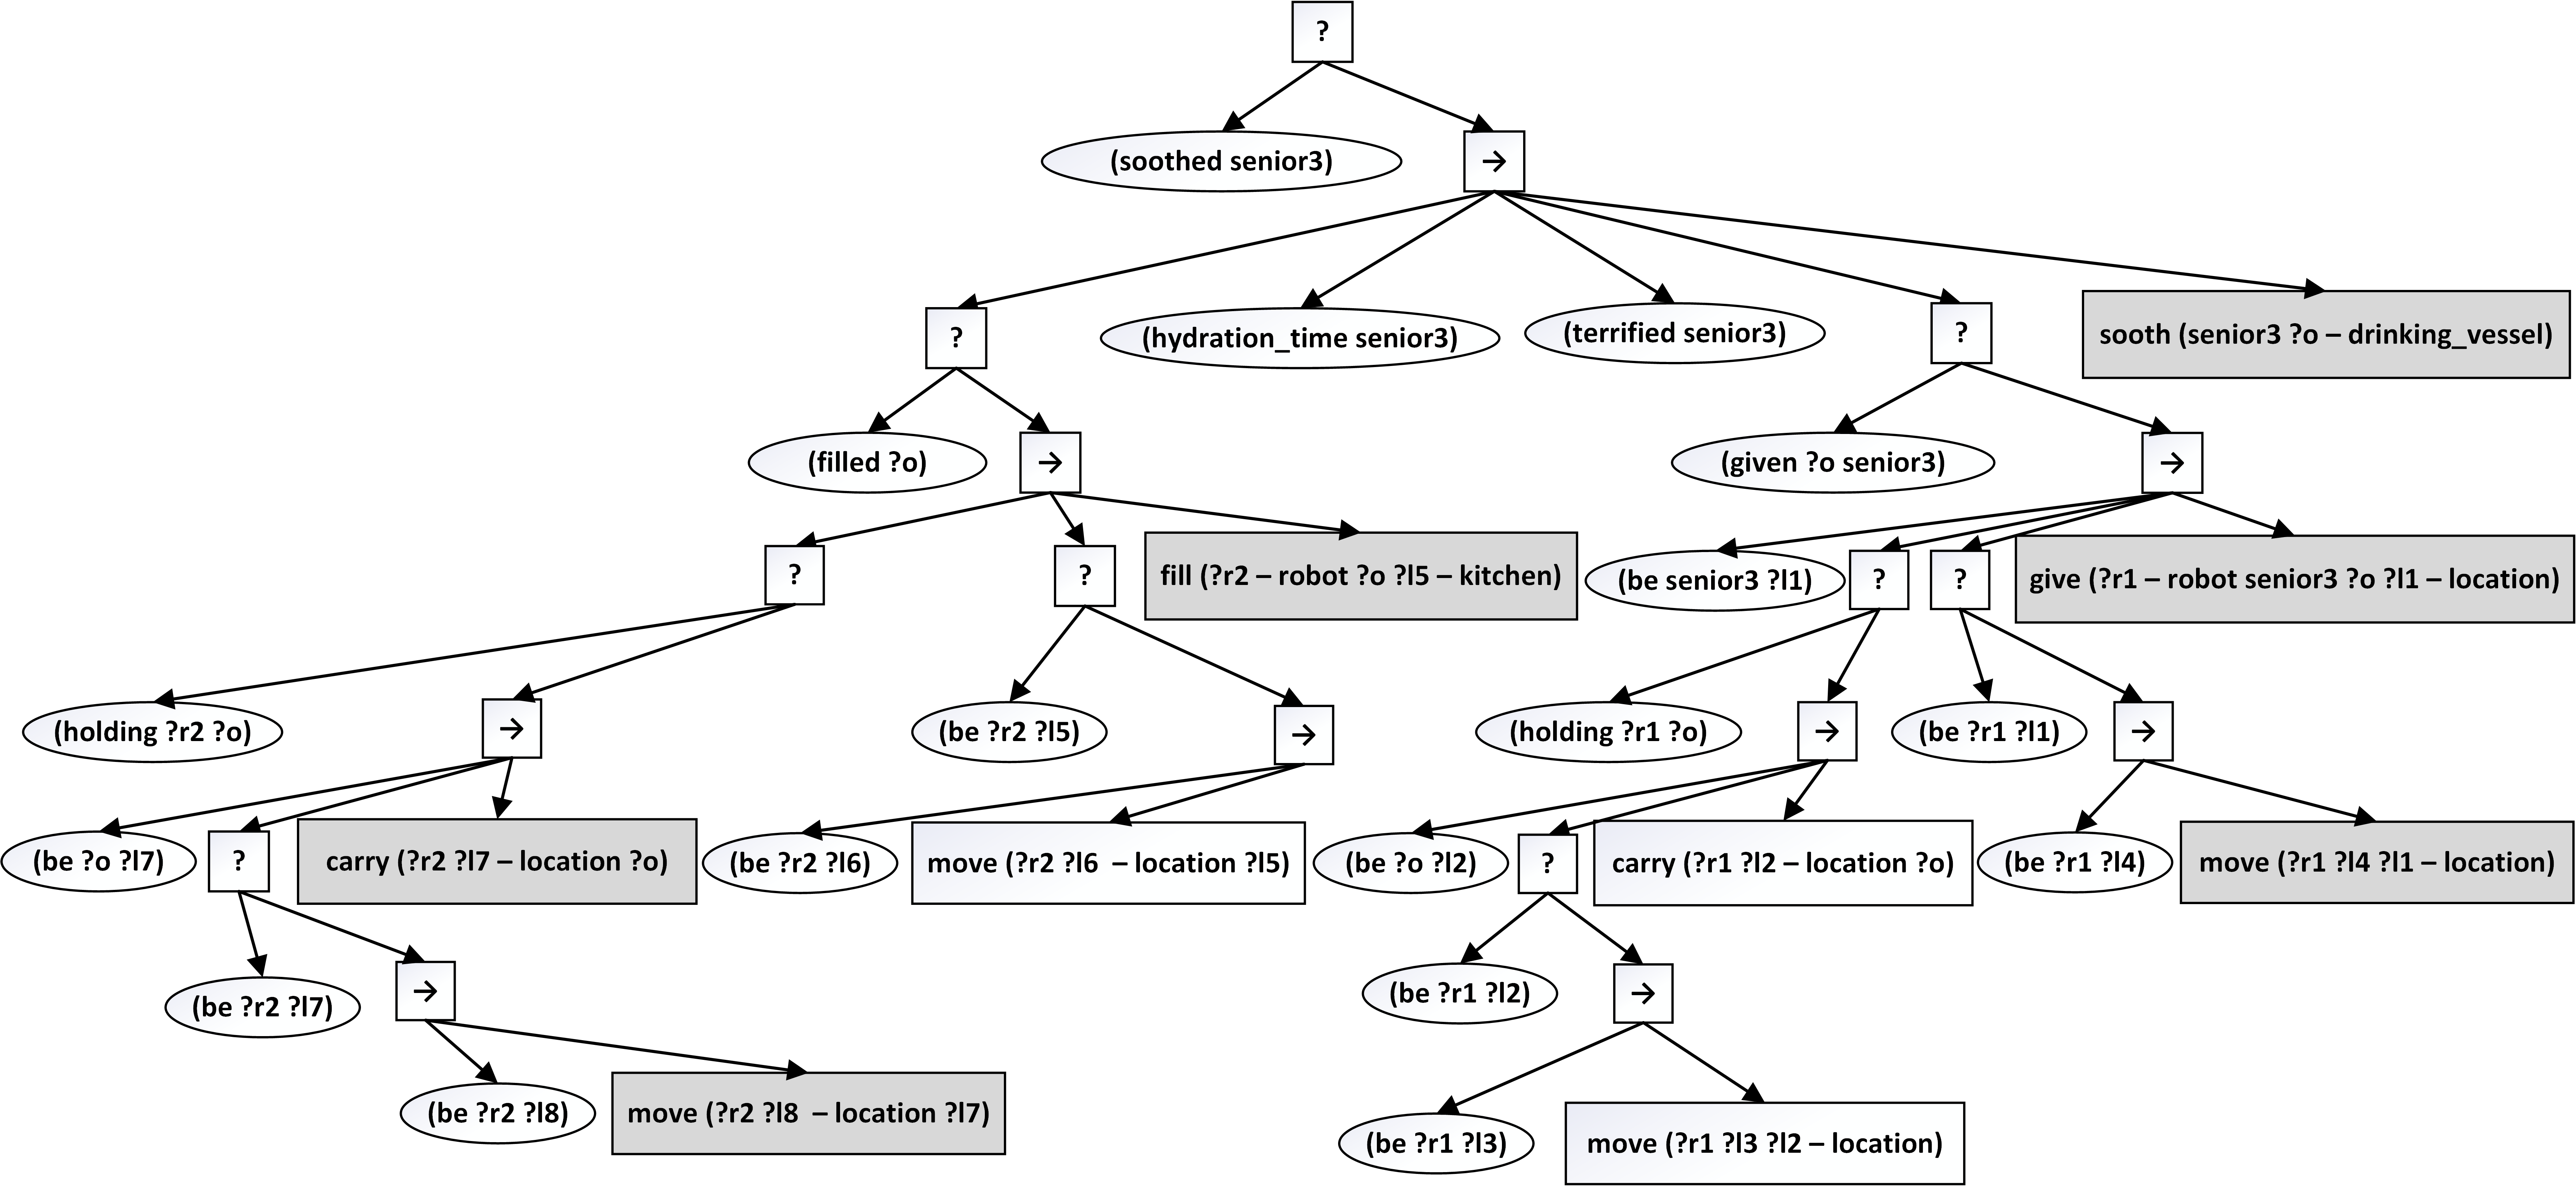 ?
(soothed senior3)
→
?
(hydration_time senior3)
(terrified senior3)
?
sooth (senior3 ?o – drinking_vessel)
(filled ?o)
→
(given ?o senior3)
→
?
?
fill (?r2 – robot ?o ?l5 – kitchen)
(be senior3 ?l1)
?
?
give (?r1 – robot senior3 ?o ?l1 – location)
(holding ?r2 ?o)
→
(be ?r2 ?l5)
→
(holding ?r1 ?o)
→
(be ?r1 ?l1)
→
(be ?o ?l7)
?
carry (?r2 ?l7 – location ?o)
(be ?r2 ?l6)
move (?r2 ?l6 – location ?l5)
(be ?o ?l2)
?
carry (?r1 ?l2 – location ?o)
(be ?r1 ?l4)
move (?r1 ?l4 ?l1 – location)
(be ?r2 ?l7)
→
(be ?r1 ?l2)
→
(be ?r2 ?l8)
move (?r2 ?l8 – location ?l7)
(be ?r1 ?l3)
move (?r1 ?l3 ?l2 – location)